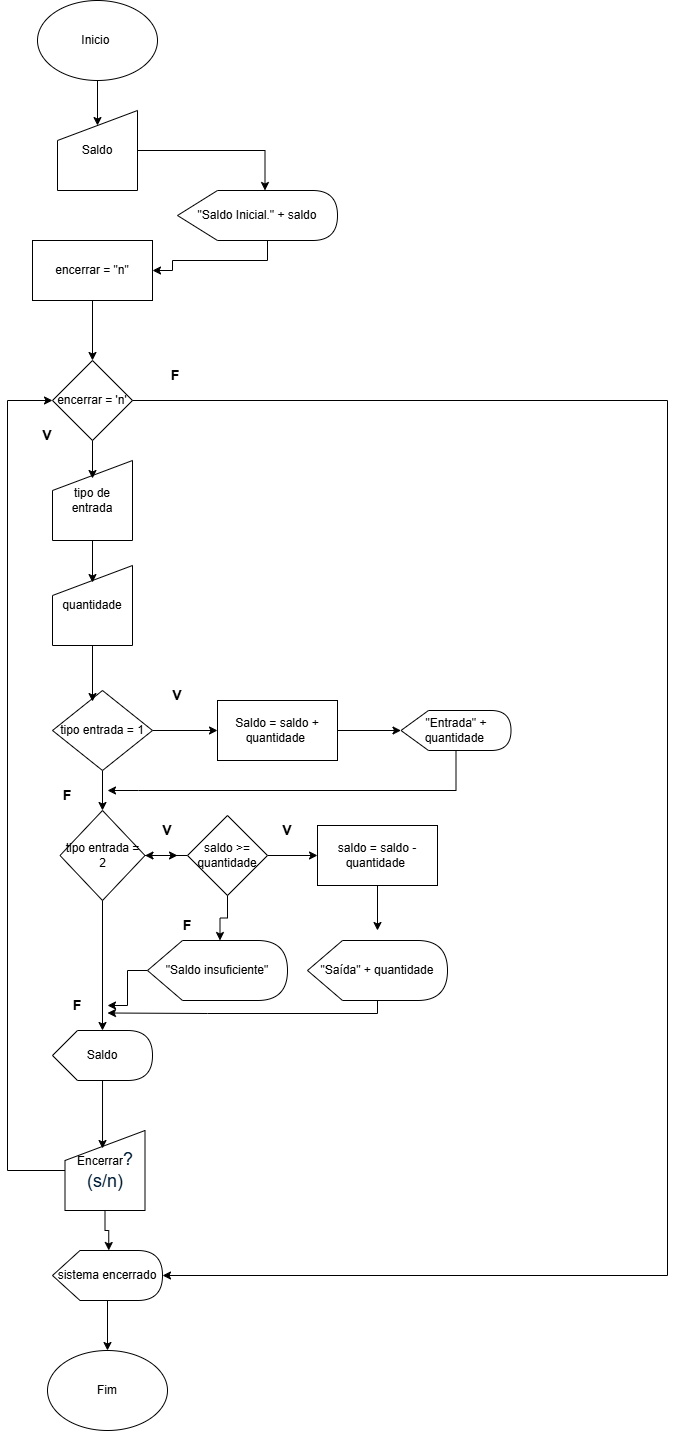 Inicio
Saldo
"Saldo Inicial." + saldo
encerrar = "n"
F
encerrar = 'n'
V
tipo de
entrada
quantidade
V
tipo entrada = 1
Saldo = saldo +
quantidade
"Entrada" +
quantidade
F
V
V
tipo entrada =
2
saldo >=
quantidade
saldo = saldo -
quantidade
F
"Saldo insuficiente"
"Saída" + quantidade
F
Saldo
Encerrar?
(s/n)
sistema encerrado
Fim